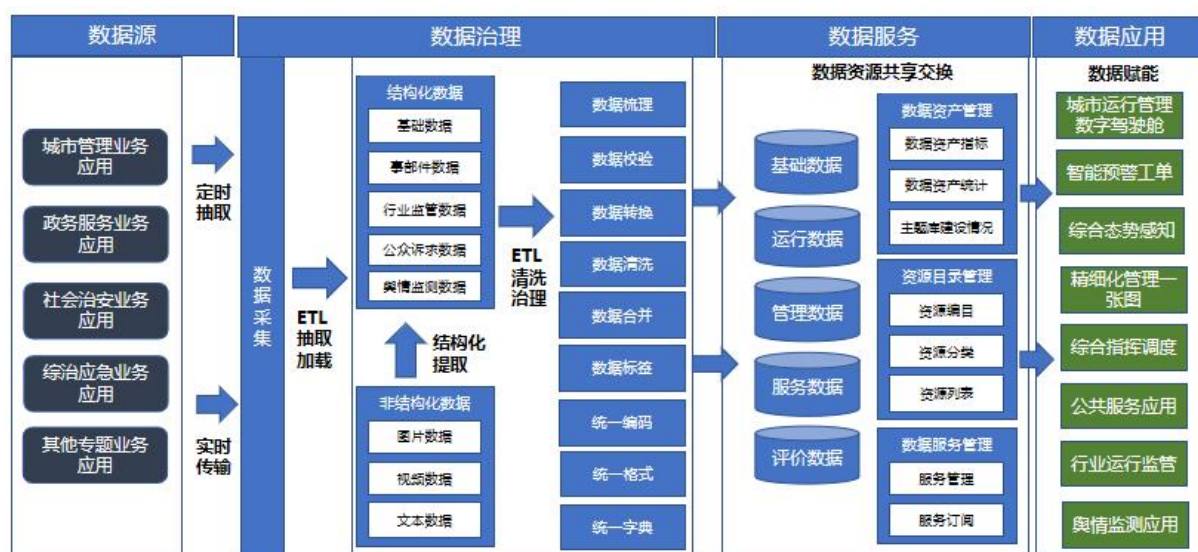 数据源
数据治理
数据服务
数据应用
城市管理业务
应用
政务服务业务
应用
社会治安业务
应用
综治应急业务
应用
其他专题业务
应用
定时
抽取
实时
传输
数据采集
ETL
抽取
加载
结构化数据
基础数据
事部件数据
行业监管数据
公众诉求数据
舆情监测数据
结构化
提取
非结构化数据
图片数据
视频数据
文本数据
ETL
清洗
治理
数据梳理
数据校验
数据转换
数据清洗
数据合并
数据标签
统一编码
统一格式
统一字典
数据资源共享交换
基础数据
运行数据
管理数据
服务数据
评价数据
数据资产管理
数据资产指标
数据资产统计
主题库建设情况
资源目录管理
资源编目
资源分类
资源列表
数据服务管理
服务管理
服务订阅
数据赋能
城市运行管理
数字驾驶舱
智能预警工单
综合态势感知
精细化管理一
张图
综合指挥调度
公共服务应用
行业运行监管
舆情监测应用